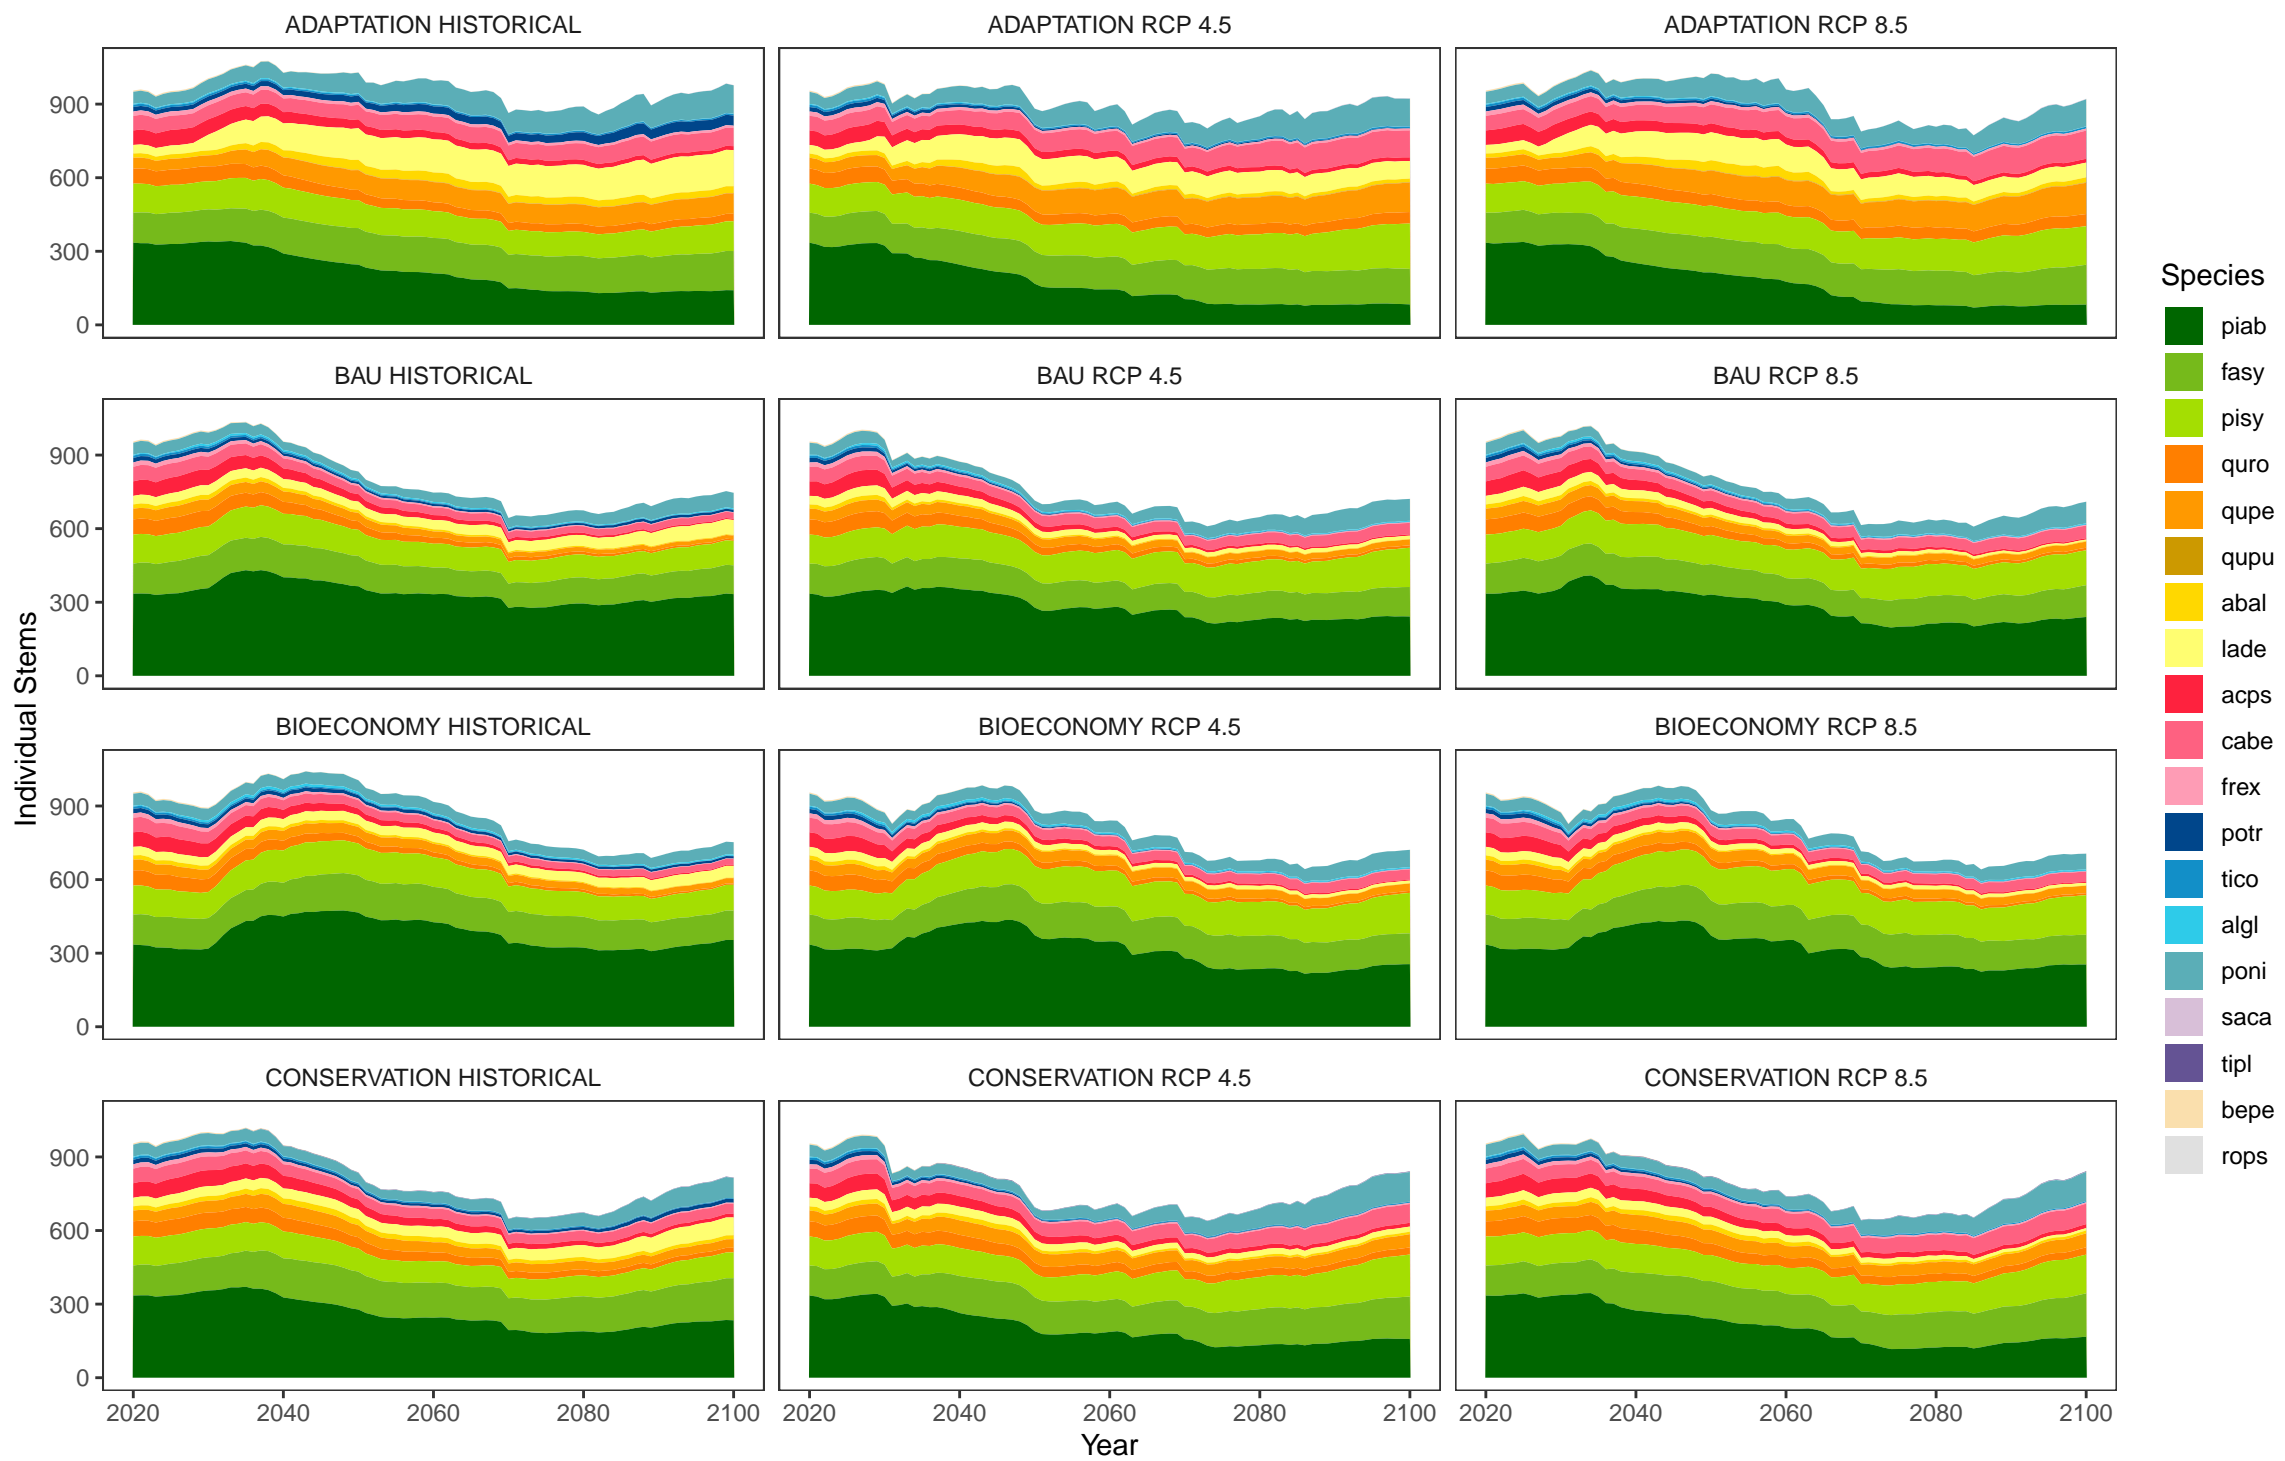 ADAPTATION HISTORICAL
ADAPTATION RCP 4.5
ADAPTATION RCP 8.5
900
600
300
0
BAU HISTORICAL
BAU RCP 4.5
BAU RCP 8.5
900
600
300
0
BIOECONOMY HISTORICAL
BIOECONOMY RCP 4.5
BIOECONOMY RCP 8.5
900
600
300
0
CONSERVATION HISTORICAL
CONSERVATION RCP 4.5
CONSERVATION RCP 8.5
900
600
300
0
2020 2040 2060 2080 2100
2020 2040 2060 2080 2100
2020 2040 2060 2080 2100
Year
Individual Stems
Species
piab
fasy
pisy
quro
qupe
qupu
abal
lade
acps
cabe
frex
potr
tico
algl
poni
saca
tipl
bepe
rops